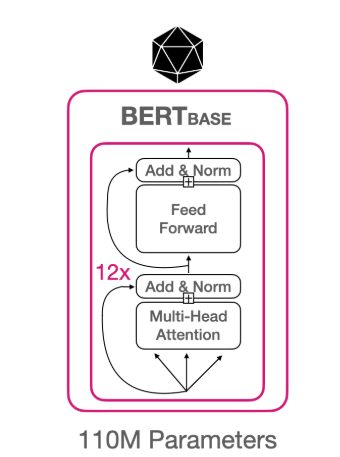 BERTBASE
Add & Norm
Feed
Forward
12x
Add & Norm
Multi-Head
Attention
110M Parameters